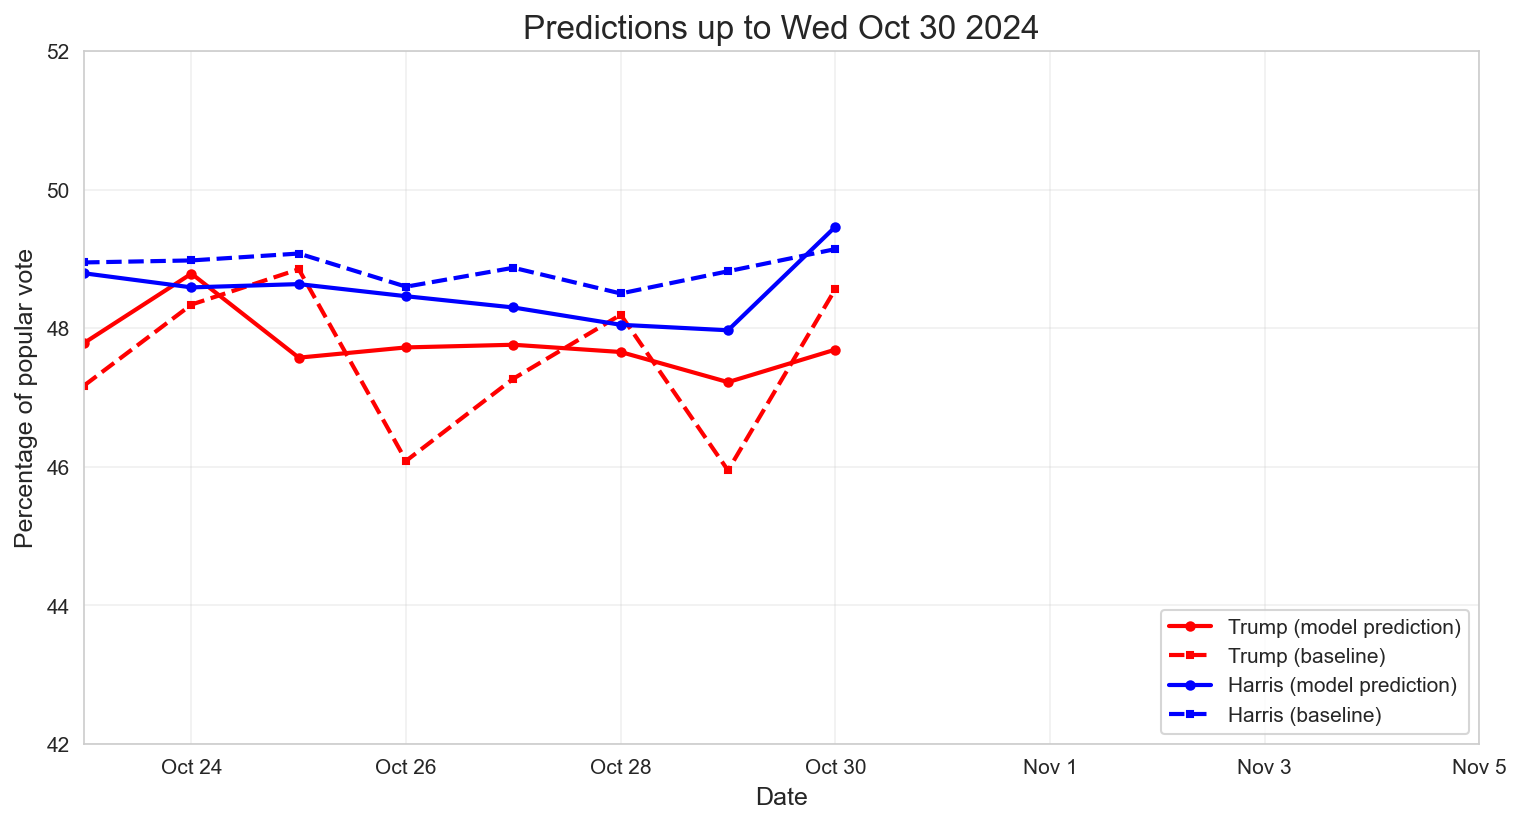 Predictions up to Wed Oct 30 2024
Percentage of popular vote
52
50
48
46
44
42
Oct 24
Oct 26
Oct 28
Oct 30
Nov 1
Nov 3
Nov 5
Date
Trump (model prediction)
Trump (baseline)
Harris (model prediction)
Harris (baseline)